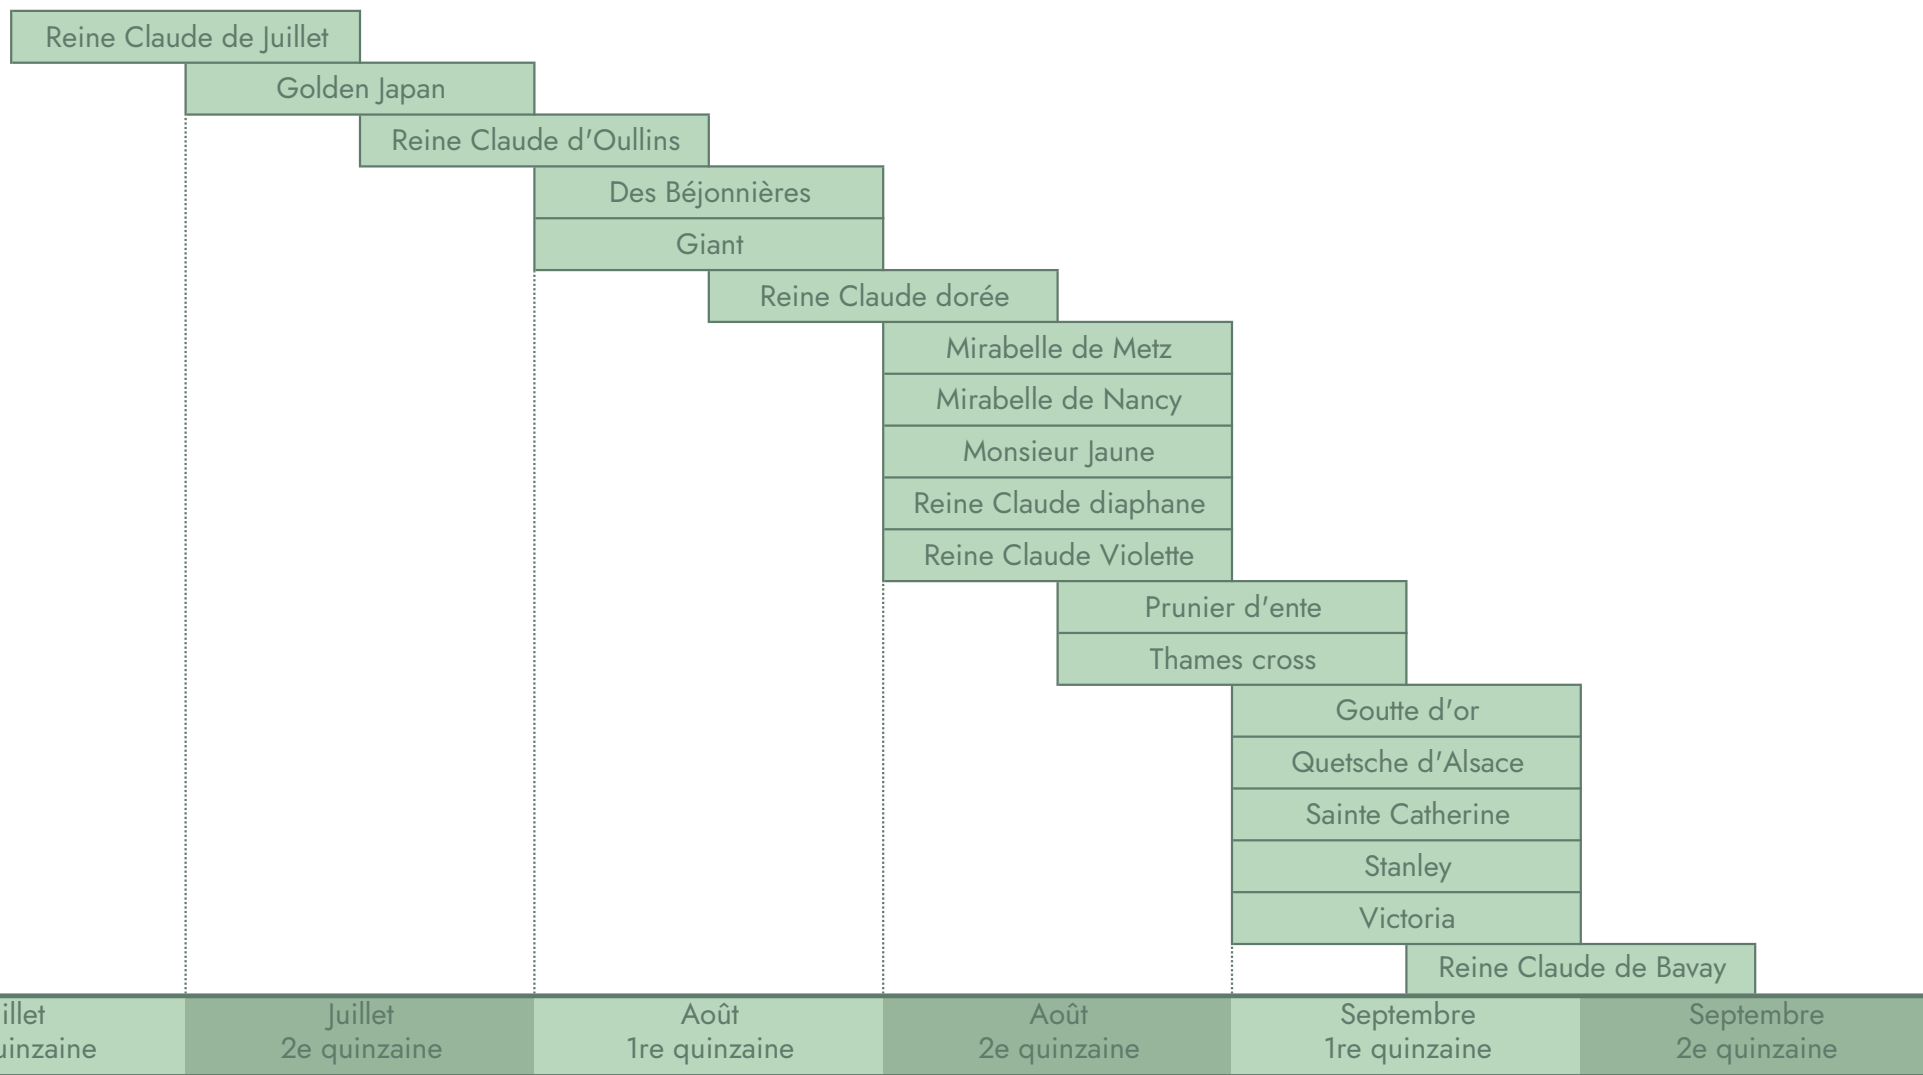 Reine Claude de Juillet
Golden Japan
Reine Claude d'Oullins
Des Béjonnières
Giant
Reine Claude dorée
Mirabelle de Metz
Mirabelle de Nancy
Monsieur Jaune
Reine Claude diaphane
Reine Claude Violette
Prunier d'ente
Thames cross
Goutte d'or
Quetsche d'Alsace
Sainte Catherine
Stanley
Victoria
Reine Claude de Bavay
illet
uinzaine
Juillet
2e quinzaine
Août
1re quinzaine
Août
2e quinzaine
Septembre
1re quinzaine
Septembre
2e quinzaine